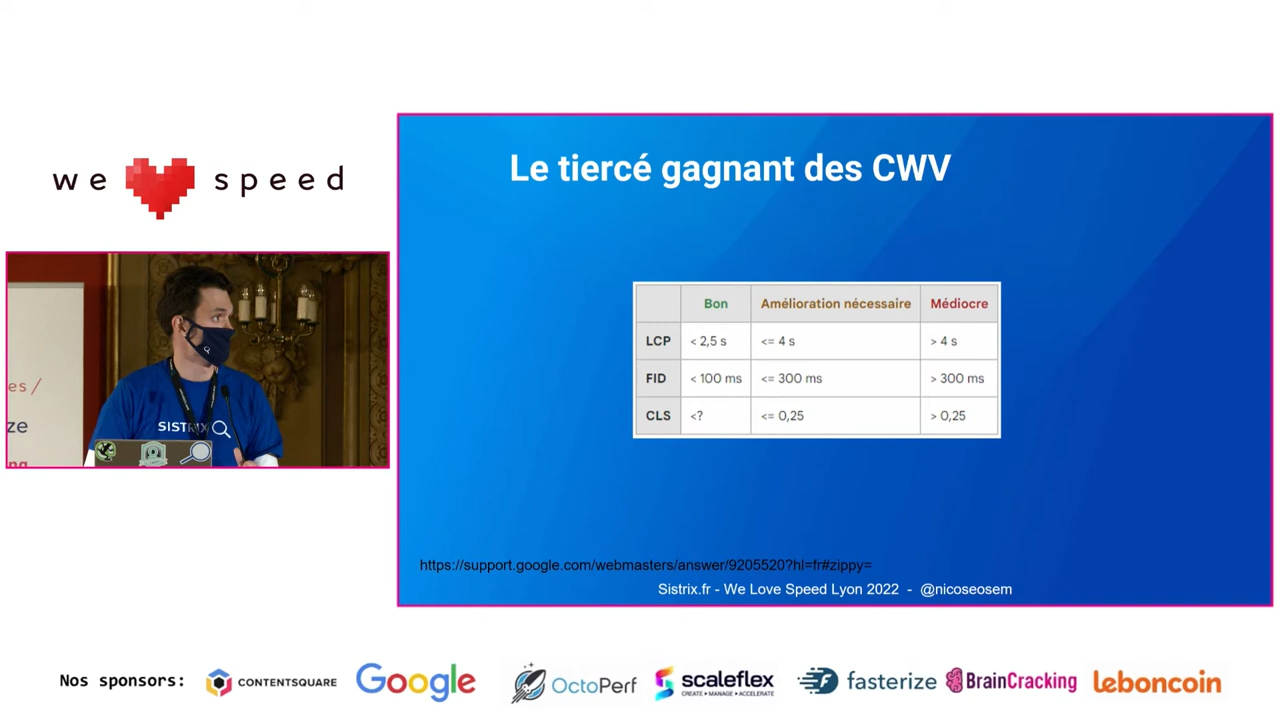 we speed
Le tiercé gagnant des CWV
Bon Amélioration nécessaire Médiocre
LCP < 2,5 s <= 4 s > 4 s
FID < 100 ms <= 300 ms > 300 ms
CLS <? <= 0,25 > 0,25
es/
ze
ng
SISTRIX
https://support.google.com/webmasters/answer/9205520?hl=fr#zippy=
Sistrix.fr - We Love Speed Lyon 2022 - @nicoseosem
Nos sponsors: CONTENTSQUARE Google OctoPerf scaleflex fasterize BrainCracking leboncoin
CREATE • MANAGE • ACCELERATE